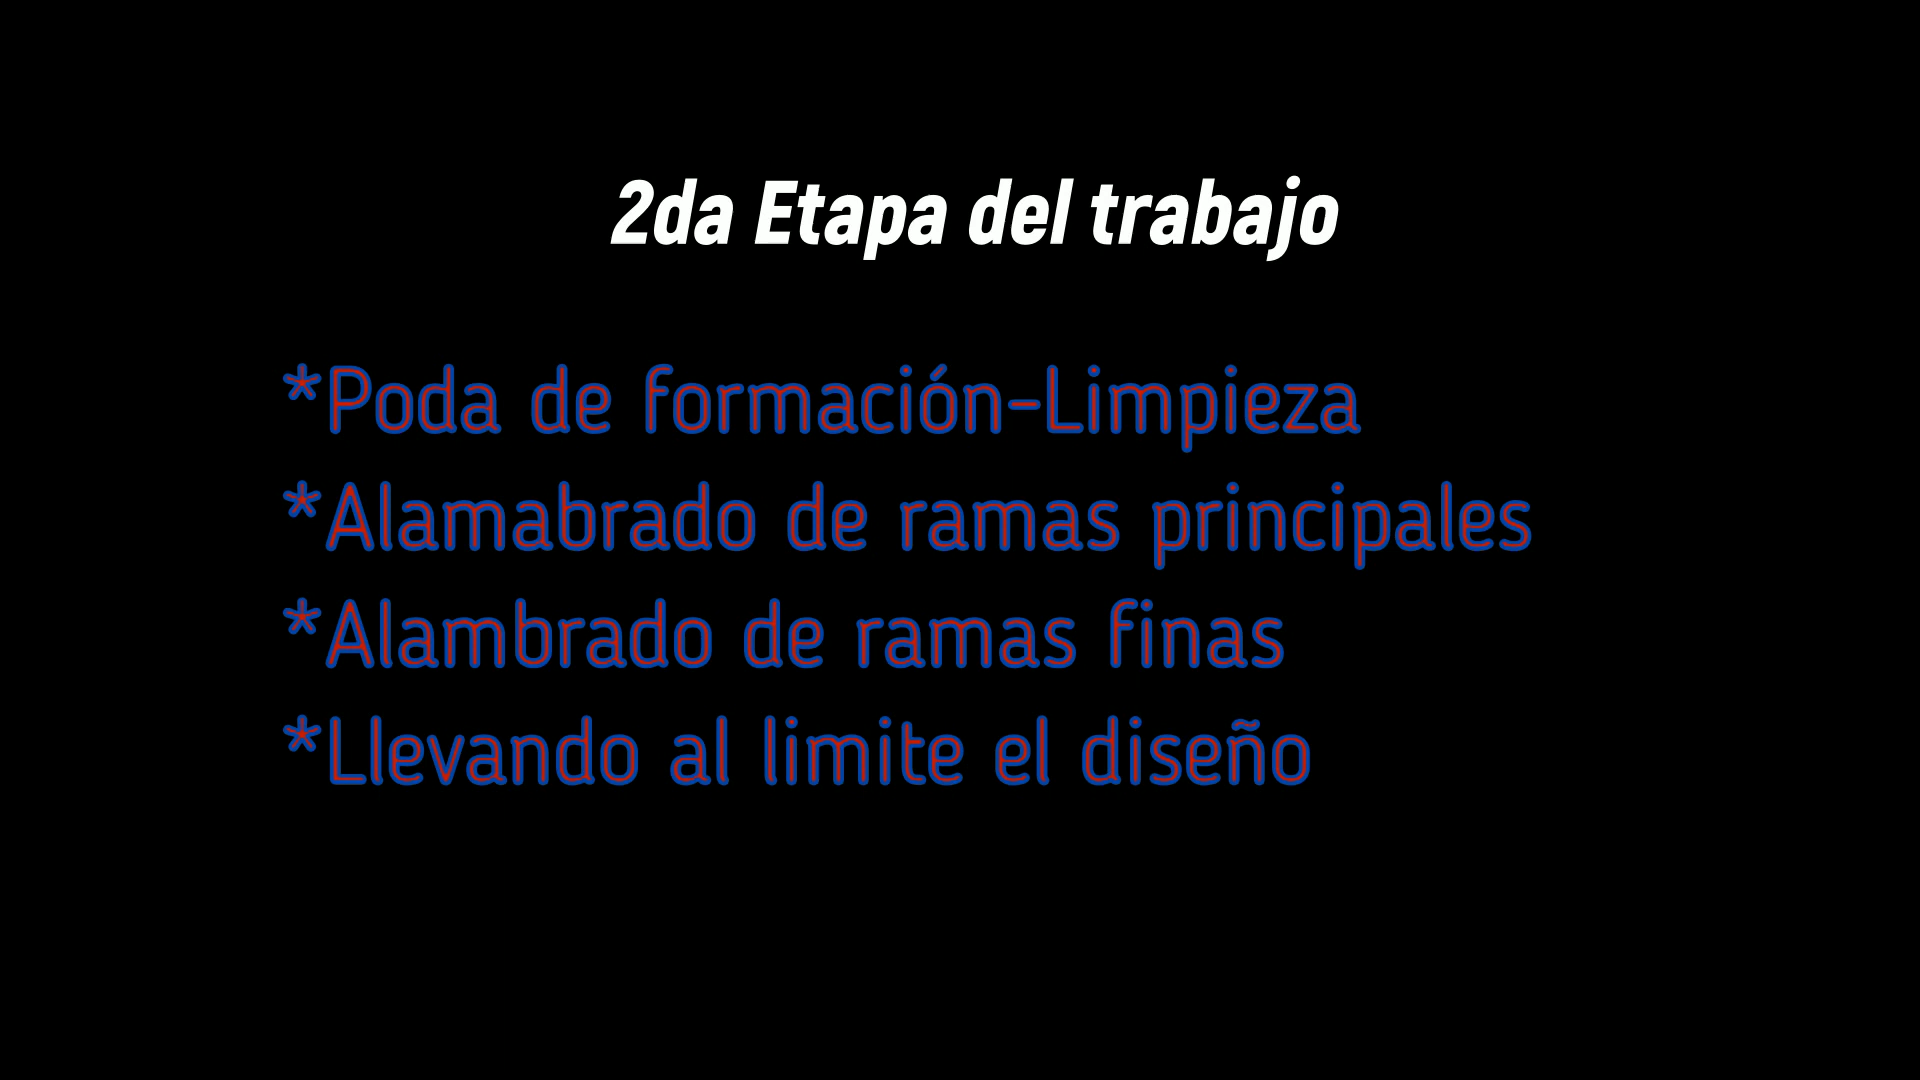 2da Etapa del trabajo
*Poda de formación-Limpieza
*Alamabrado de ramas principales
*Alambrado de ramas finas
*Llevando al limite el diseño